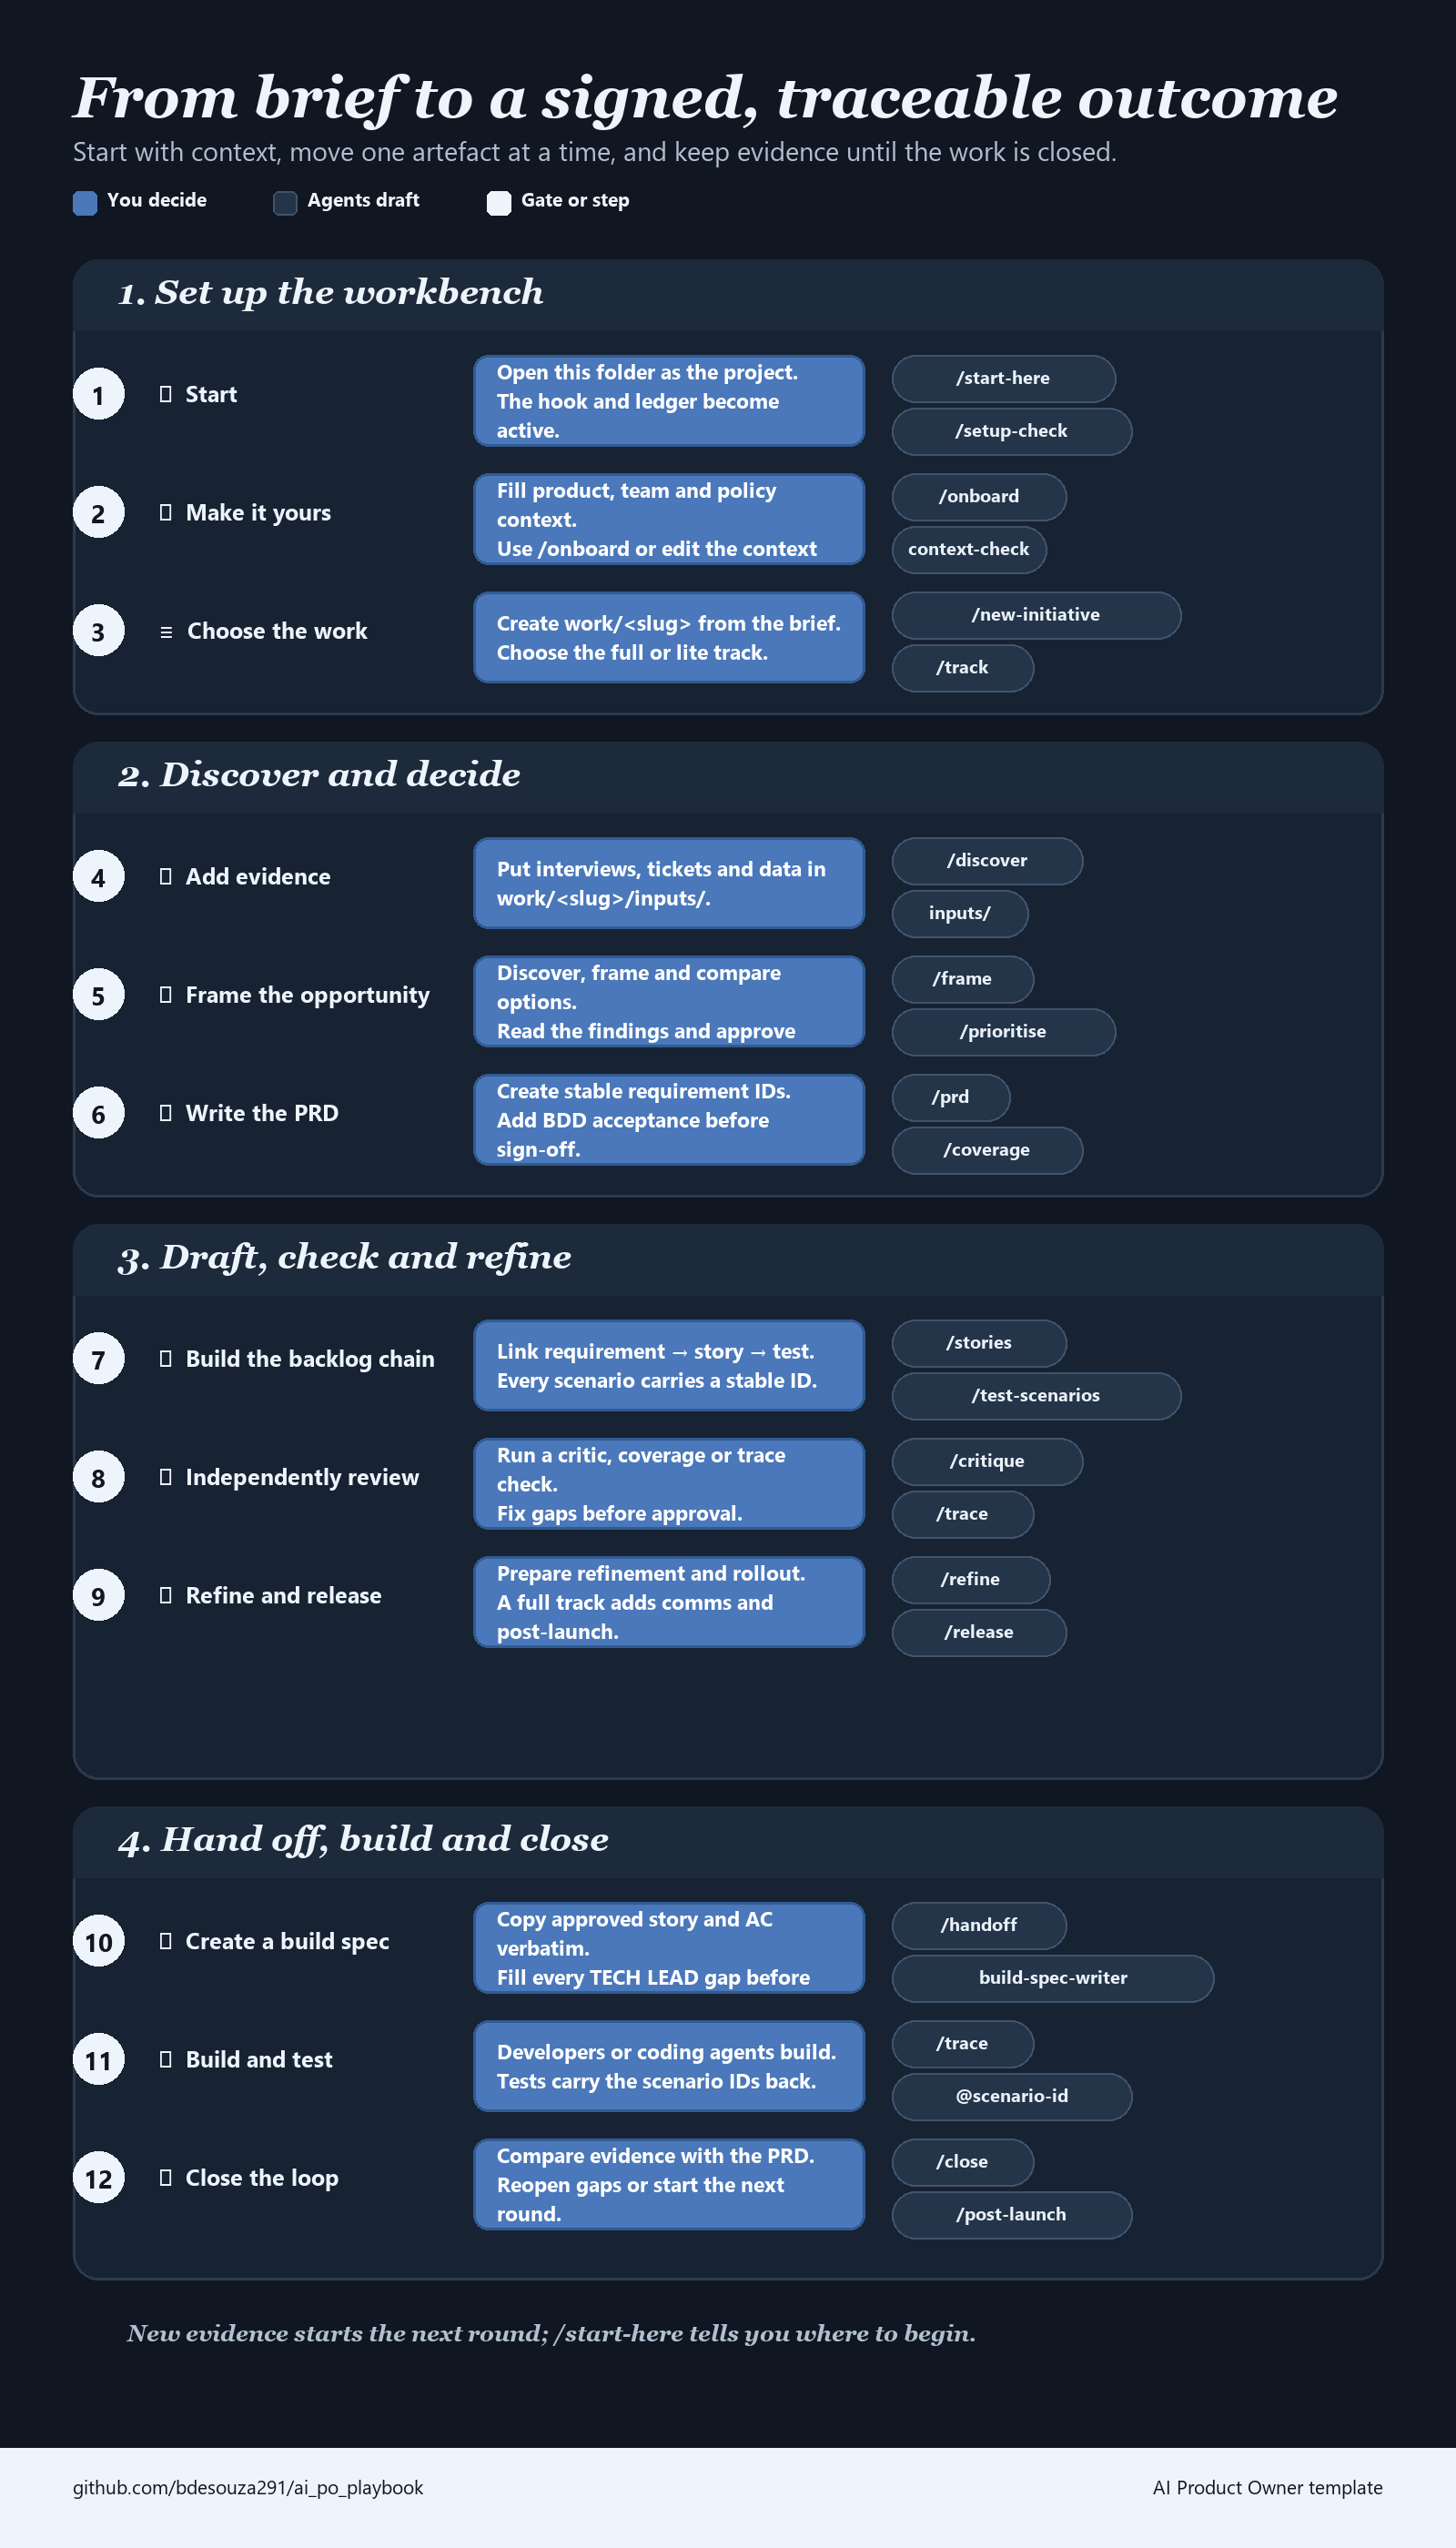 From brief to a signed, traceable outcome
Start with context, move one artefact at a time, and keep evidence until the work is closed.
You decide
Agents draft
Gate or step
1. Set up the workbench
1
Start
Open this folder as the project.
The hook and ledger become
active.
/start-here
/setup-check
2
Make it yours
Fill product, team and policy
context.
Use /onboard or edit the context
/onboard
context-check
3
≡ Choose the work
Create work/<slug> from the brief.
Choose the full or lite track.
/new-initiative
/track
2. Discover and decide
4
Add evidence
Put interviews, tickets and data in
work/<slug>/inputs/.
/discover
inputs/
5
Frame the opportunity
Discover, frame and compare
options.
Read the findings and approve
/frame
/prioritise
6
Write the PRD
Create stable requirement IDs.
Add BDD acceptance before
sign-off.
/prd
/coverage
3. Draft, check and refine
7
Build the backlog chain
Link requirement → story → test.
Every scenario carries a stable ID.
/stories
/test-scenarios
8
Independently review
Run a critic, coverage or trace
check.
Fix gaps before approval.
/critique
/trace
9
Refine and release
Prepare refinement and rollout.
A full track adds comms and
post-launch.
/refine
/release
4. Hand off, build and close
10
Create a build spec
Copy approved story and AC
verbatim.
Fill every TECH LEAD gap before
/handoff
build-spec-writer
11
Build and test
Developers or coding agents build.
Tests carry the scenario IDs back.
/trace
@scenario-id
12
Close the loop
Compare evidence with the PRD.
Reopen gaps or start the next
round.
/close
/post-launch
New evidence starts the next round; /start-here tells you where to begin.
github.com/bdesouza291/ai_po_playbook
AI Product Owner template